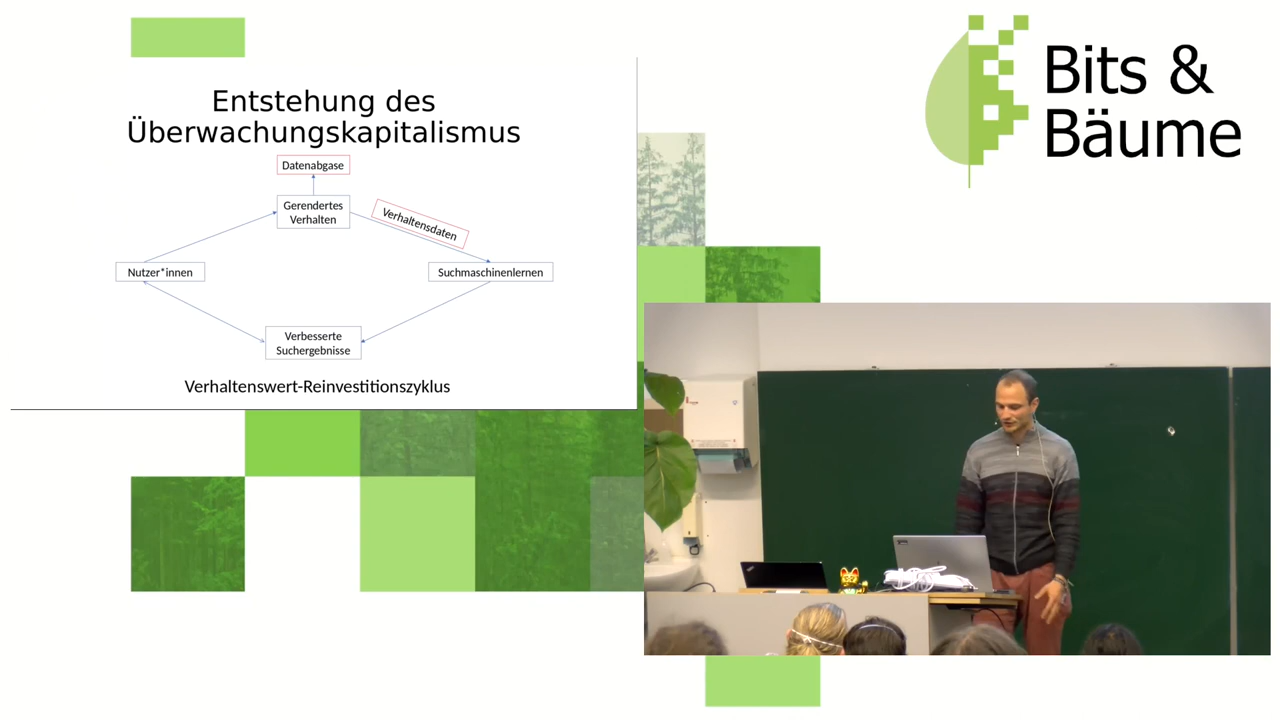 Entstehung des
Überwachungskapitalismus
Datenabgase
Gerendertes
Verhalten
Verhaltensdaten
Nutzer*innen
Suchmaschinenlernen
Verbesserte
Suchergebnisse
Verhaltenswert-Reinvestitionszyklus
Bits &
Bäume